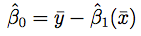 β̂₀ = ȳ − β̂₁(x̄)